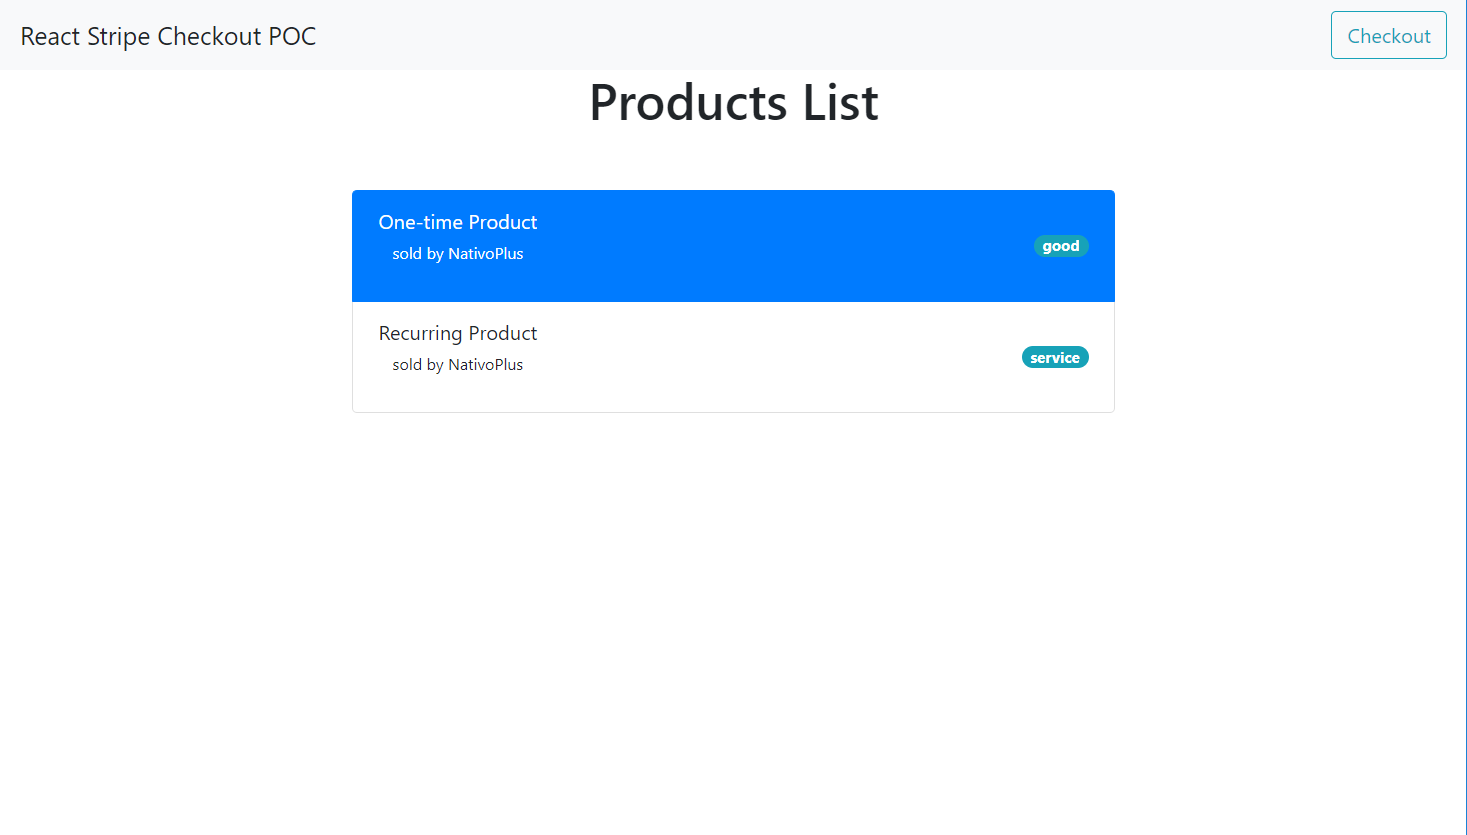 React Stripe Checkout POC
Checkout
Products List
One-time Product
sold by NativoPlus
good
Recurring Product
sold by NativoPlus
service